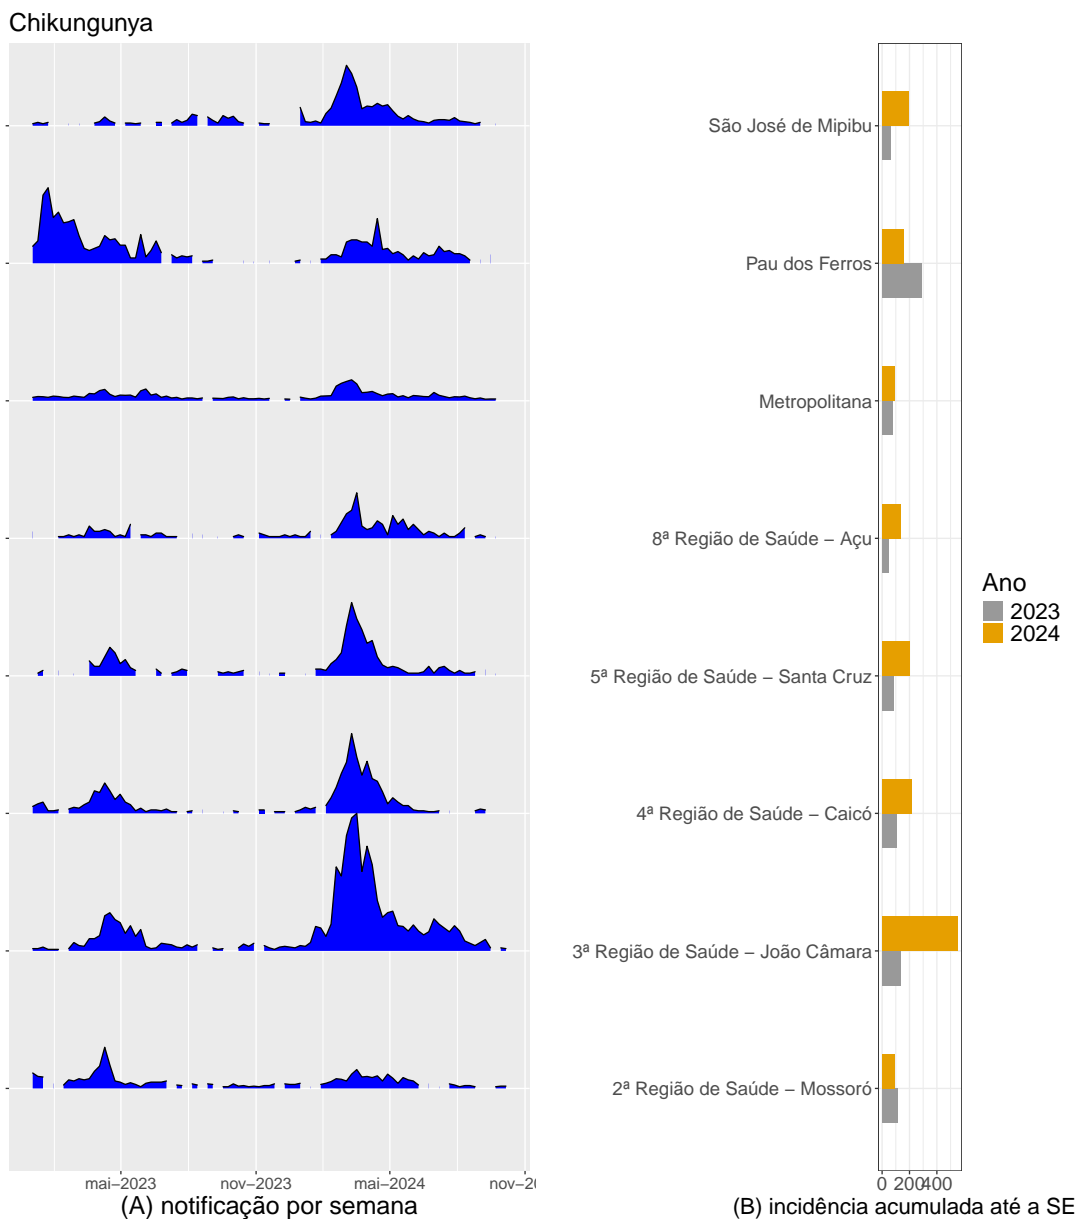 Chikungunya
São José de Mipibu
Pau dos Ferros
Metropolitana
8ª Região de Saúde – Açu
5ª Região de Saúde – Santa Cruz
4ª Região de Saúde – Caicó
3ª Região de Saúde – João Câmara
2ª Região de Saúde – Mossoró
Ano
2023
2024
mai–2023 nov–2023 mai–2024 nov–20
0 200 400
(A) notificação por semana
(B) incidência acumulada até a SE